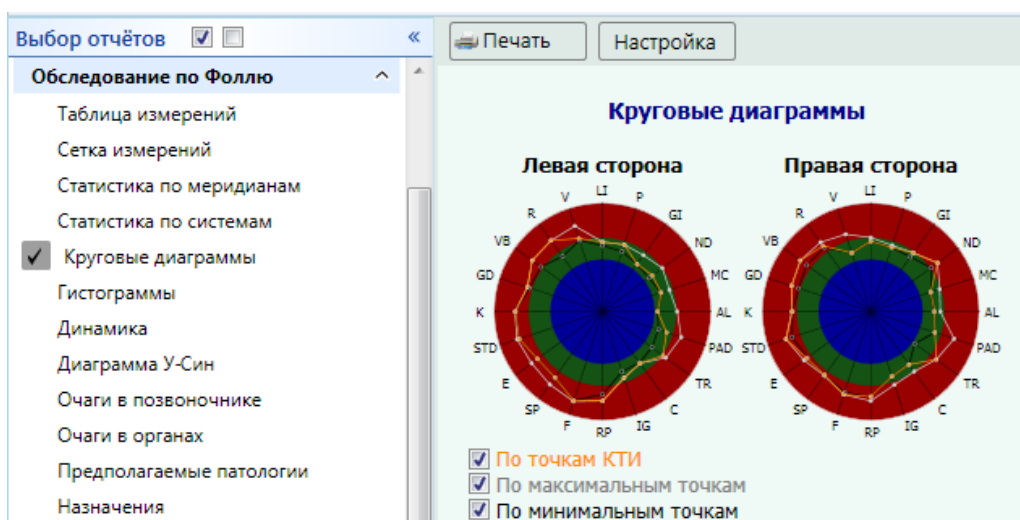 Выбор отчётов «
Обследование по Фоллю
Таблица измерений
Сетка измерений
Статистика по меридианам
Статистика по системам
Круговые диаграммы
Гистограммы
Динамика
Диаграмма У-Син
Очаги в позвоночнике
Очаги в органах
Предполагаемые патологии
Назначения
Печать Настройка
Круговые диаграммы
Левая сторона
LI
P
GI
ND
MC
AL
PAD
TR
C
IG
RP
F
SP
E
STD
K
GD
VB
R
V
Правая сторона
LI
P
GI
ND
MC
AL
PAD
TR
C
IG
RP
F
SP
E
STD
K
GD
VB
R
V
По точкам КТИ
По максимальным точкам
По минимальным точкам